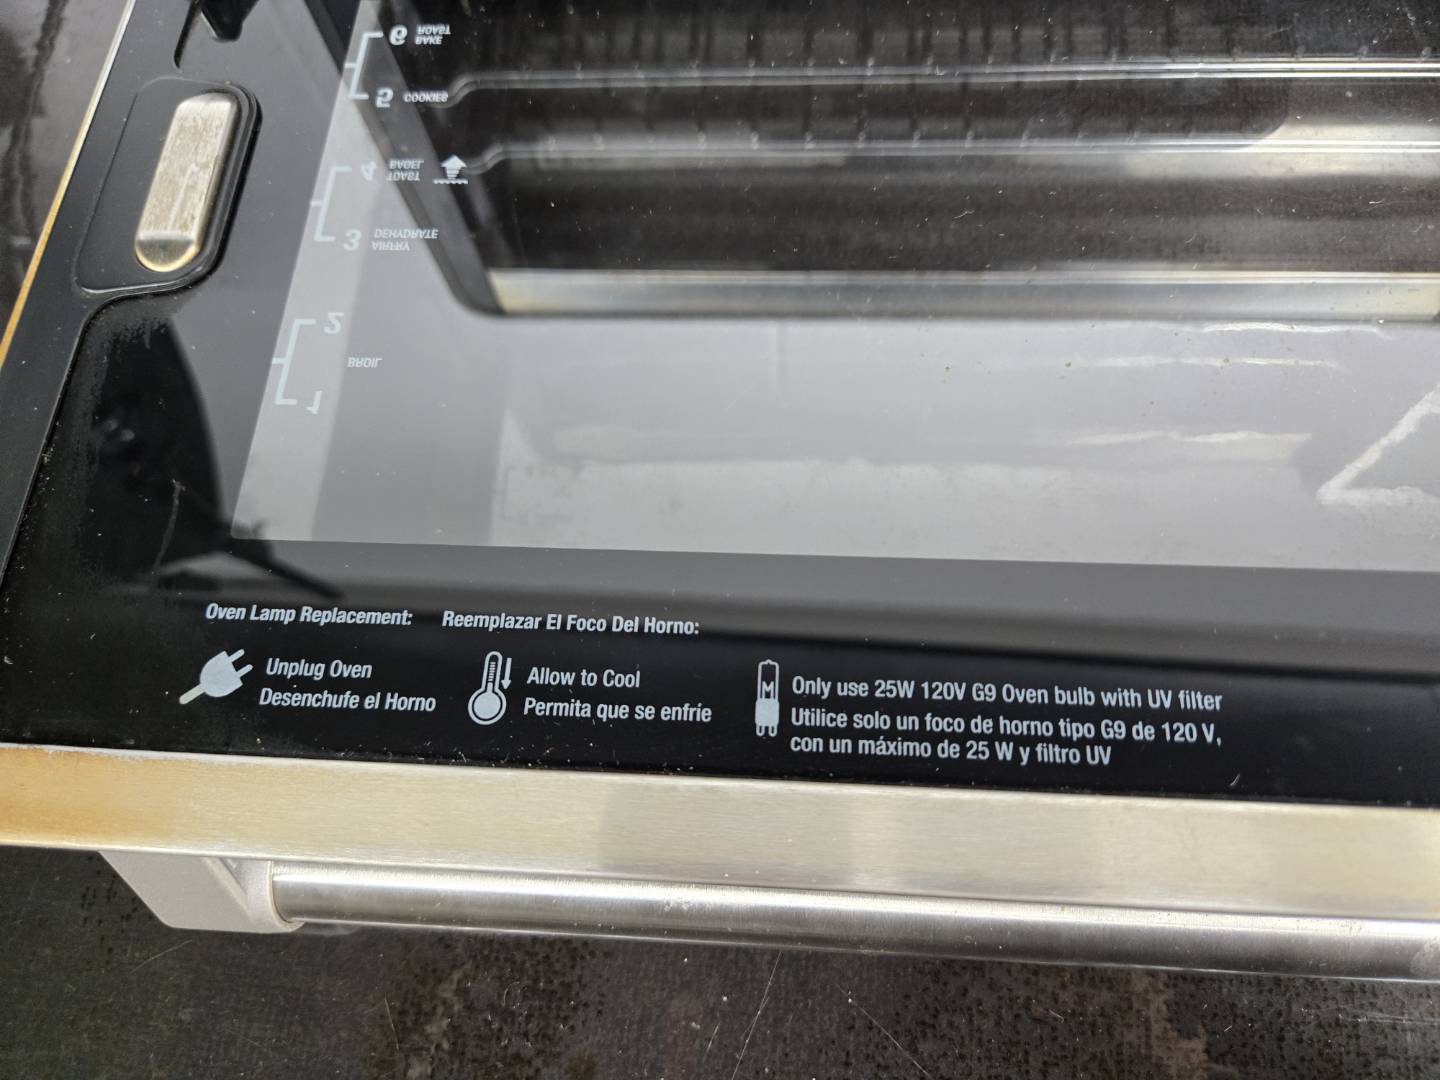 6 ROAST
BAKE
5 COOKIES
4 BAGEL
TOAST
3 DEHYDRATE
AIRFRY
2
BROIL
1
Oven Lamp Replacement: Reemplazar El Foco Del Horno:
Unplug Oven
Desenchufe el Horno
Allow to Cool
Permita que se enfríe
M
Only use 25W 120V G9 Oven bulb with UV filter
Utilice solo un foco de horno tipo G9 de 120 V,
con un máximo de 25 W y filtro UV